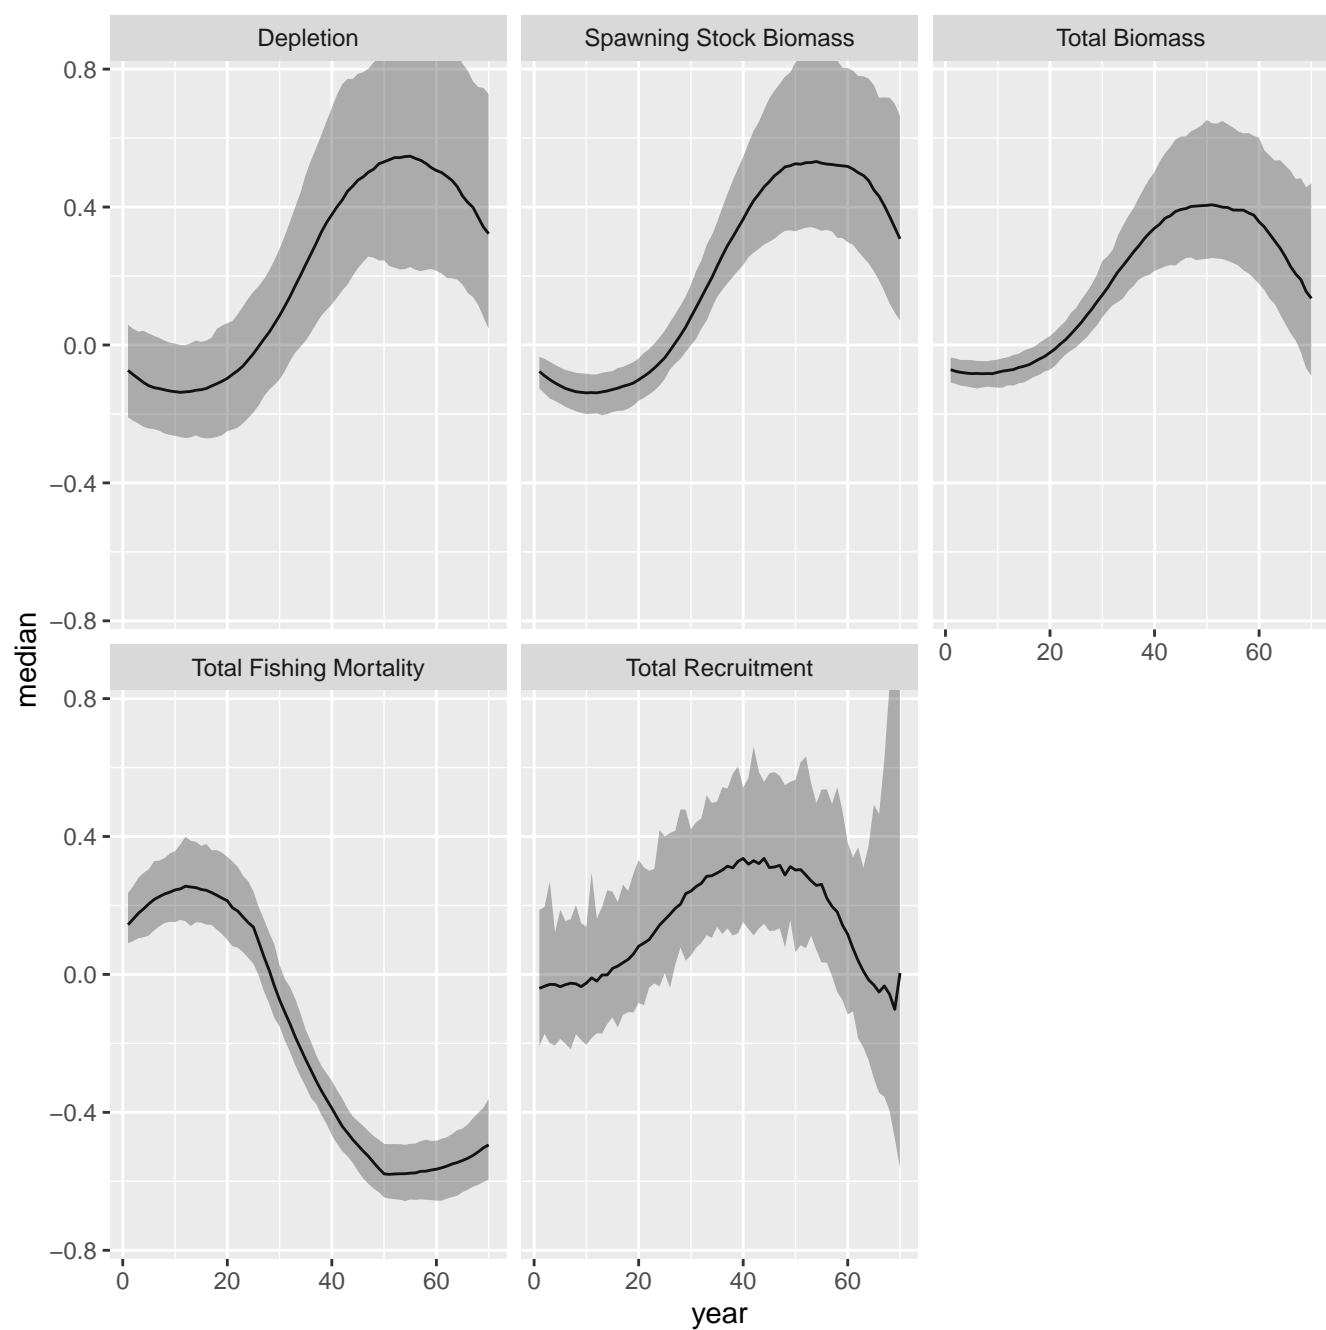 Depletion
Spawning Stock Biomass
Total Biomass
0.8
0.4
0.0
−0.4
−0.8
0 20 40 60
median
Total Fishing Mortality
Total Recruitment
0.8
0.4
0.0
−0.4
−0.8
0 20 40 60
0 20 40 60
year